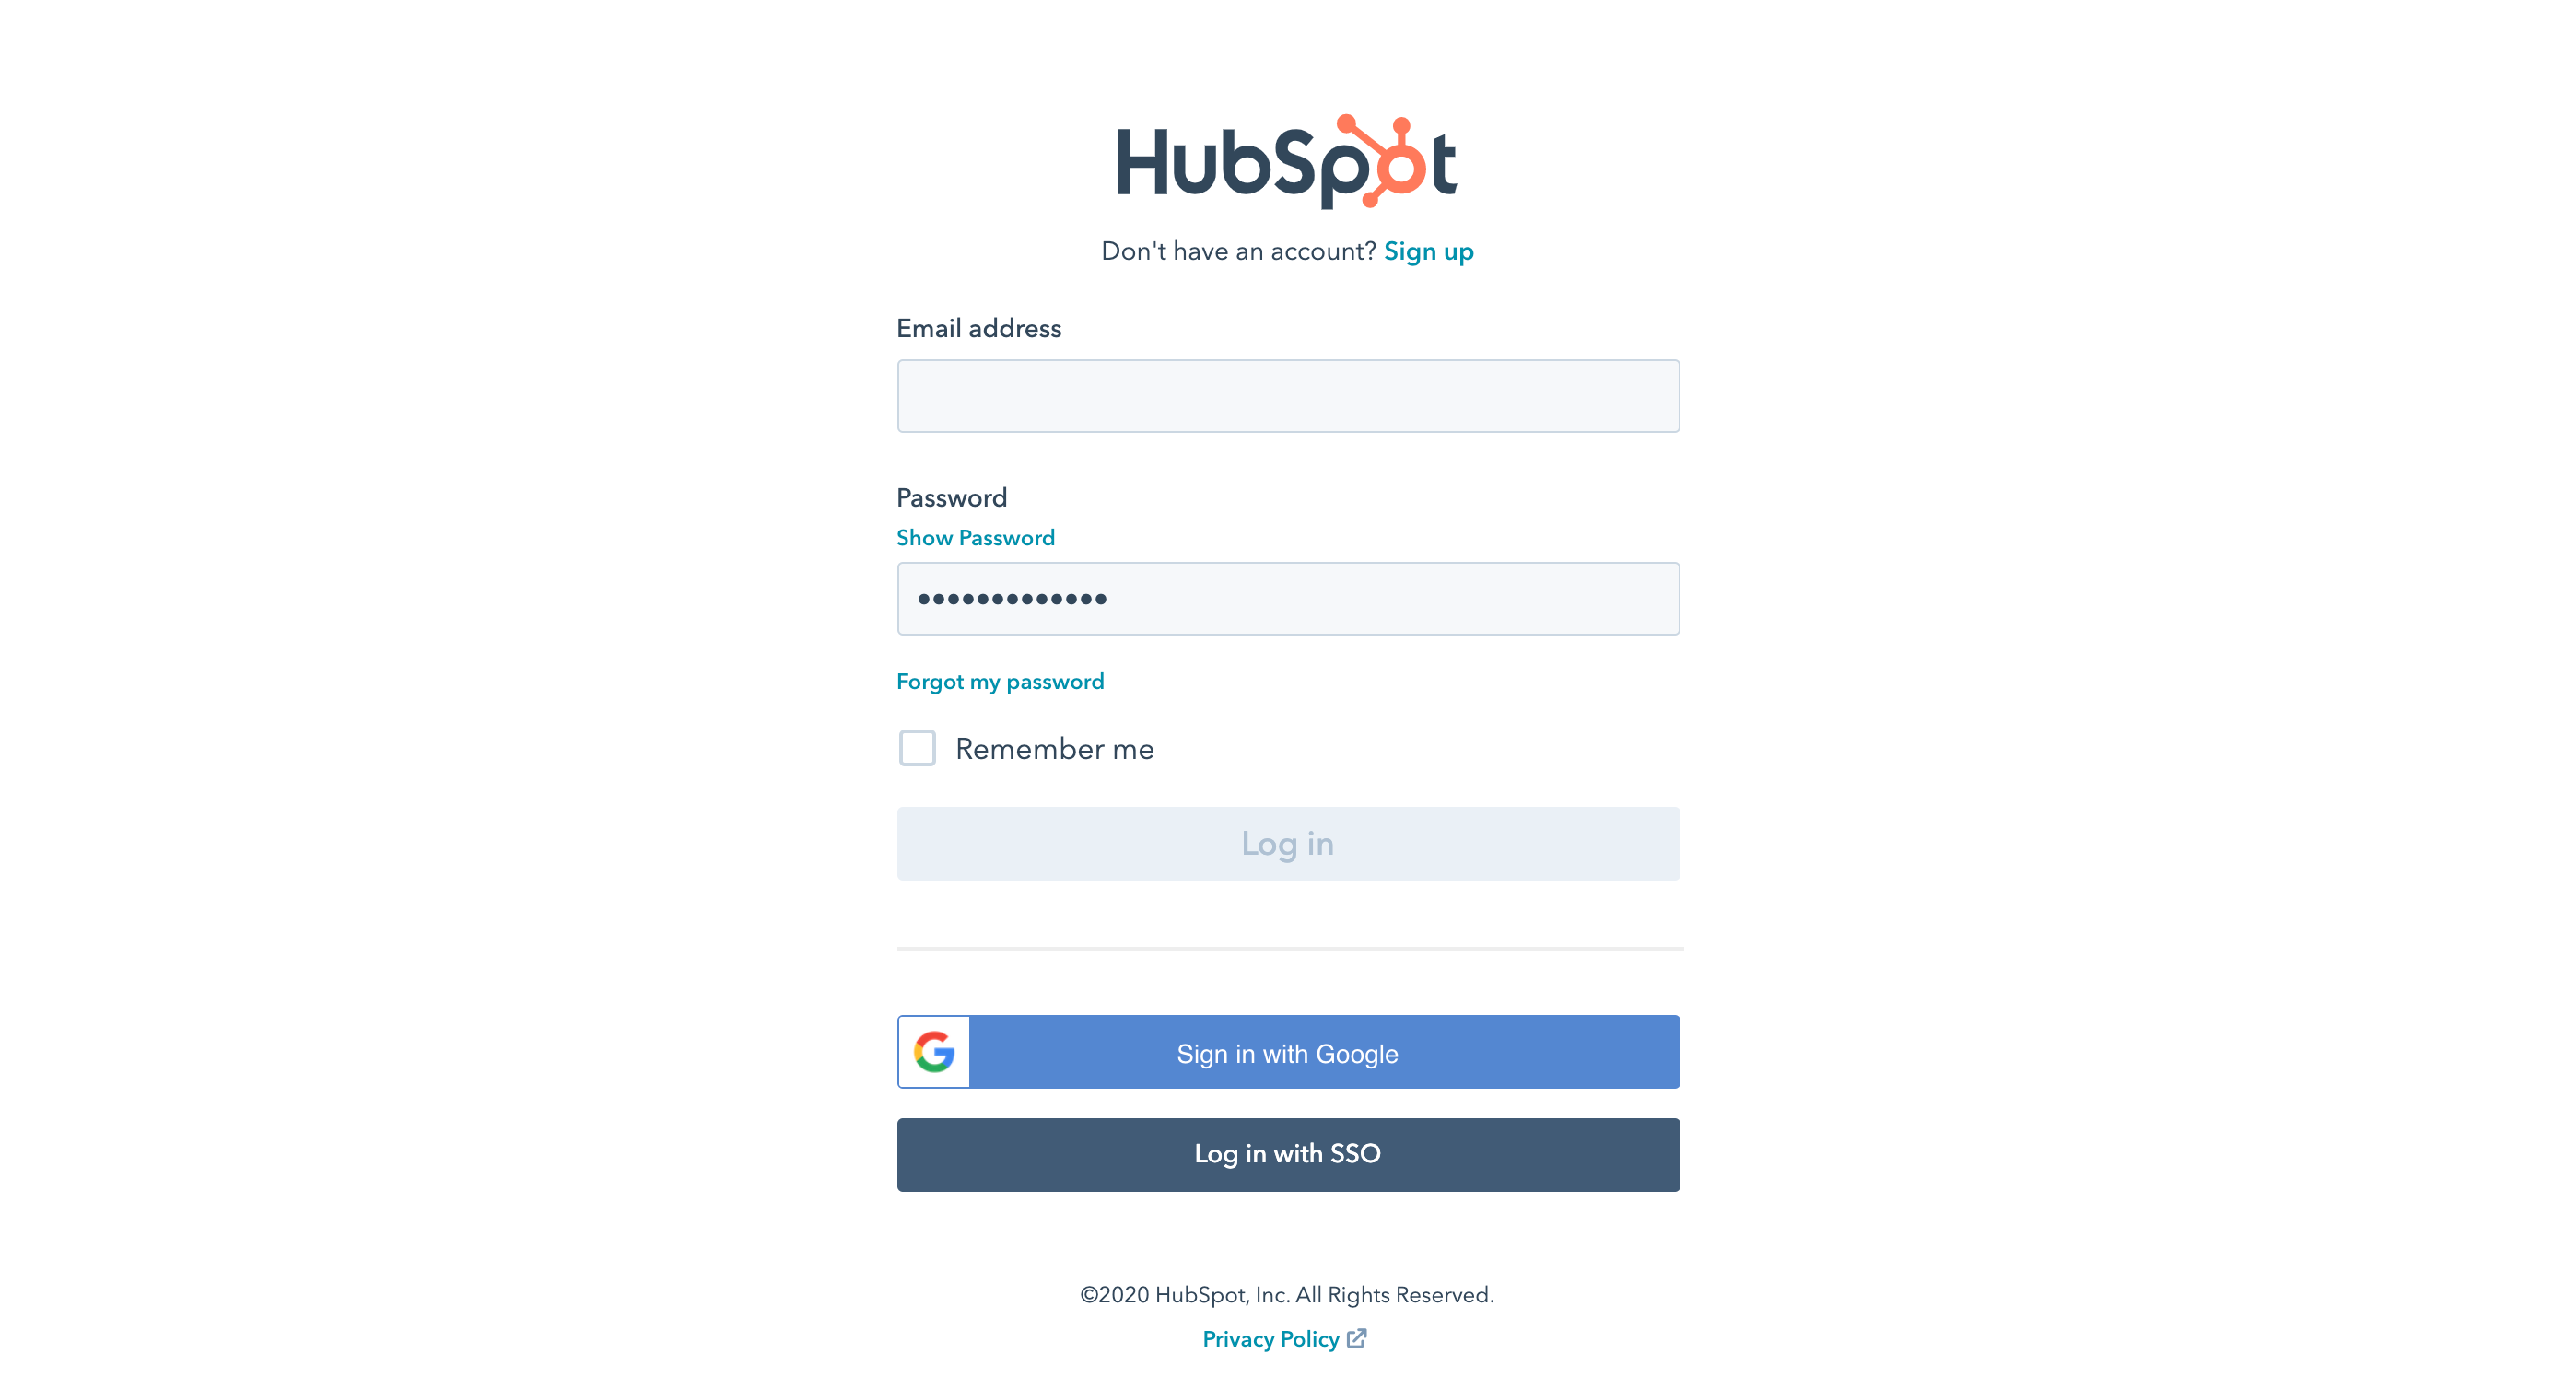 HubSpot
Don't have an account? Sign up
Email address
Password
Show Password
•••••••••••••
Forgot my password
Remember me
Log in
Sign in with Google
Log in with SSO
©2020 HubSpot, Inc. All Rights Reserved.
Privacy Policy